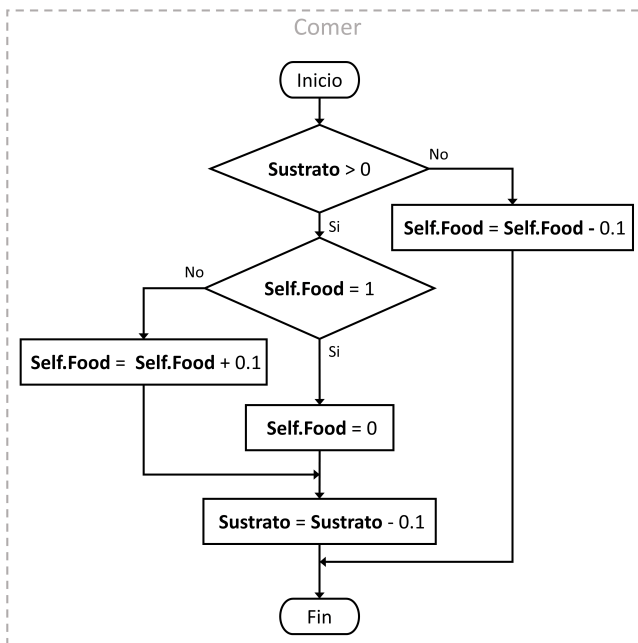 Comer
Inicio
Sustrato > 0
No
Si
Self.Food = Self.Food - 0.1
Self.Food = 1
No
Si
Self.Food = Self.Food + 0.1
Self.Food = 0
Sustrato = Sustrato - 0.1
Fin